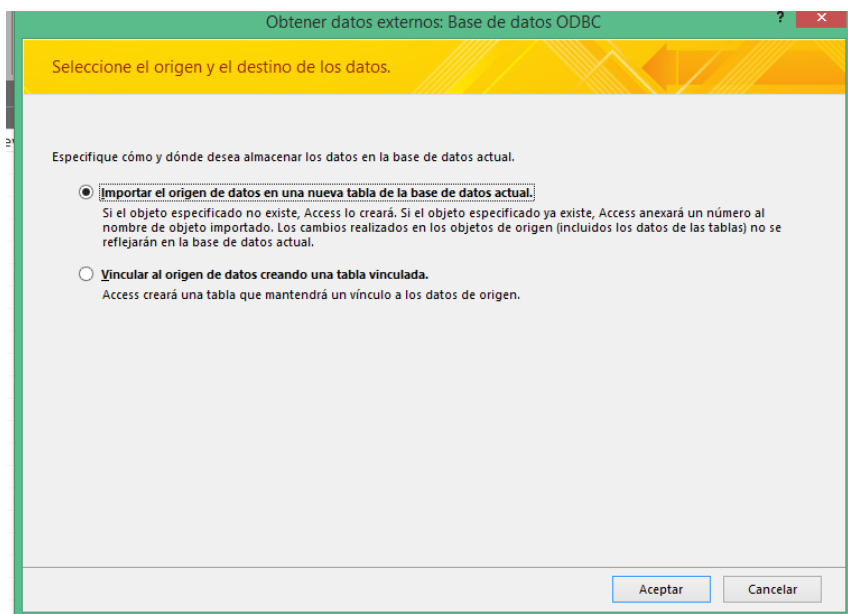 Obtener datos externos: Base de datos ODBC
?
Seleccione el origen y el destino de los datos.
Especifique cómo y dónde desea almacenar los datos en la base de datos actual.
Importar el origen de datos en una nueva tabla de la base de datos actual.
Si el objeto especificado no existe, Access lo creará. Si el objeto especificado ya existe, Access anexará un número al
nombre de objeto importado. Los cambios realizados en los objetos de origen (incluidos los datos de las tablas) no se
reflejarán en la base de datos actual.
Vincular al origen de datos creando una tabla vinculada.
Access creará una tabla que mantendrá un vínculo a los datos de origen.
Aceptar
Cancelar